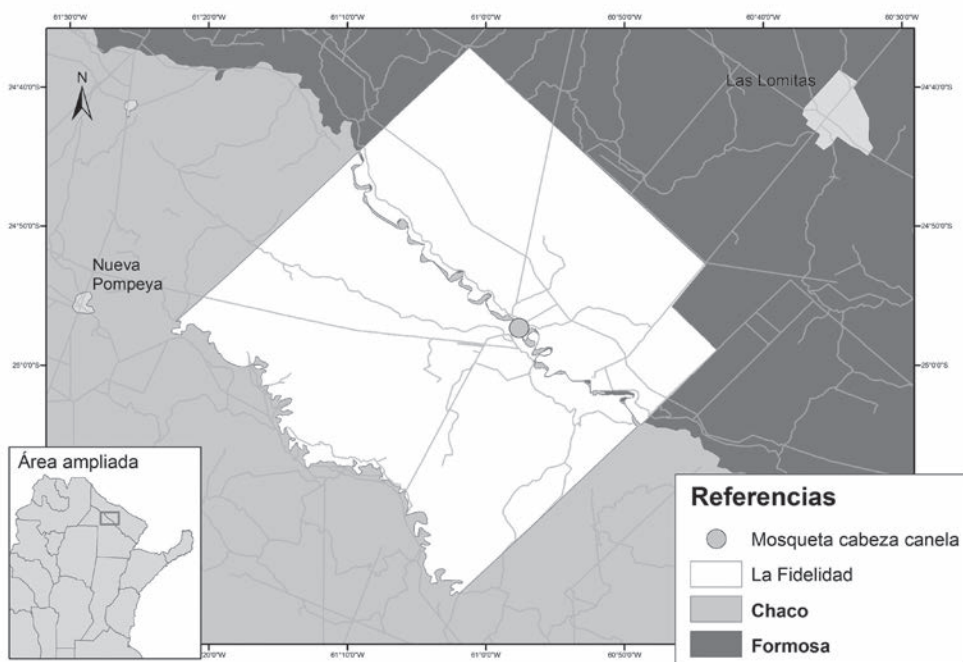 61°30'0"W 61°20'0"W 61°10'0"W 61°0'0"W 60°50'0"W 60°40'0"W 60°30'0"W
N
Las Lomitas
24°40'0"S 24°40'0"S
24°50'0"S 24°50'0"S
Nueva
Pompeya
25°0'0"S 25°0'0"S
Área ampliada
Referencias
Mosqueta cabeza canela
La Fidelidad
Chaco
Formosa
20'0"W 61°10'0"W 61°0'0"W 60°50'0"W